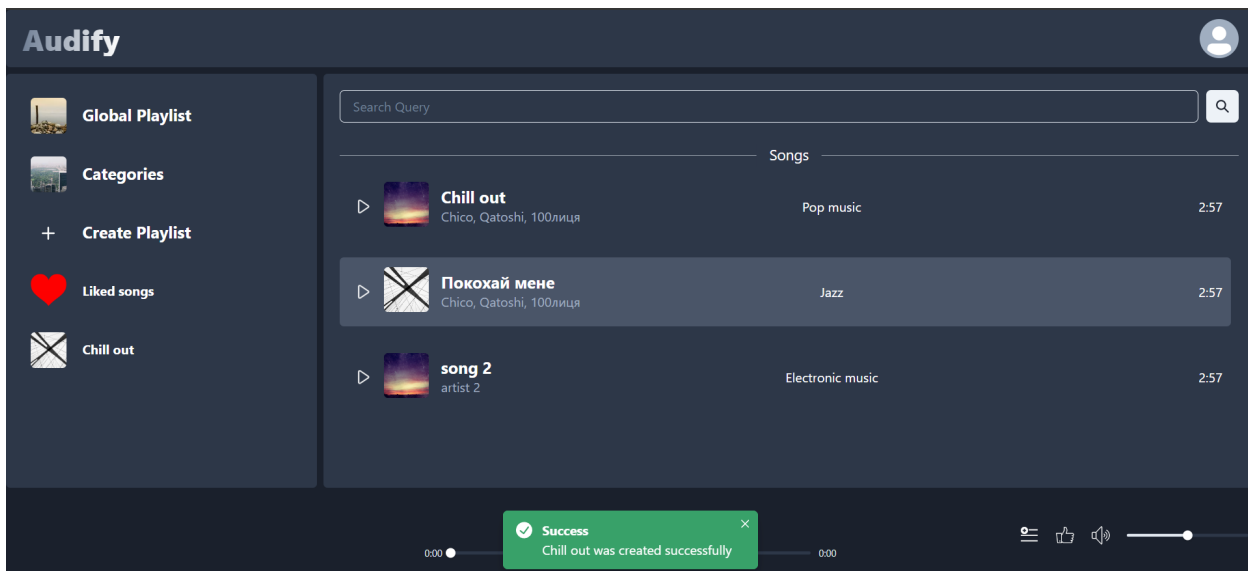 Audify
Global Playlist
Categories
Create Playlist
Liked songs
Chill out
Search Query
Songs
Chill out
Chico, Qatoshi, 100лиця
Pop music
2:57
Покохай мене
Chico, Qatoshi, 100лиця
Jazz
2:57
song 2
artist 2
Electronic music
2:57
Success
Chill out was created successfully
0:00
0:00